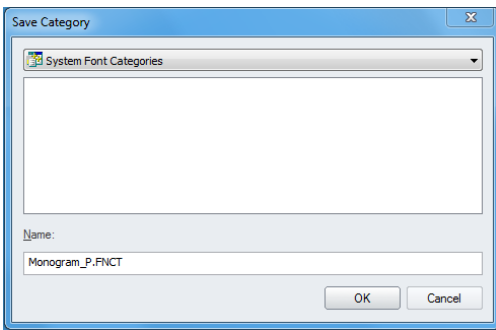 Save Category
System Font Categories
Name:
Monogram_P.FNCT
OK Cancel